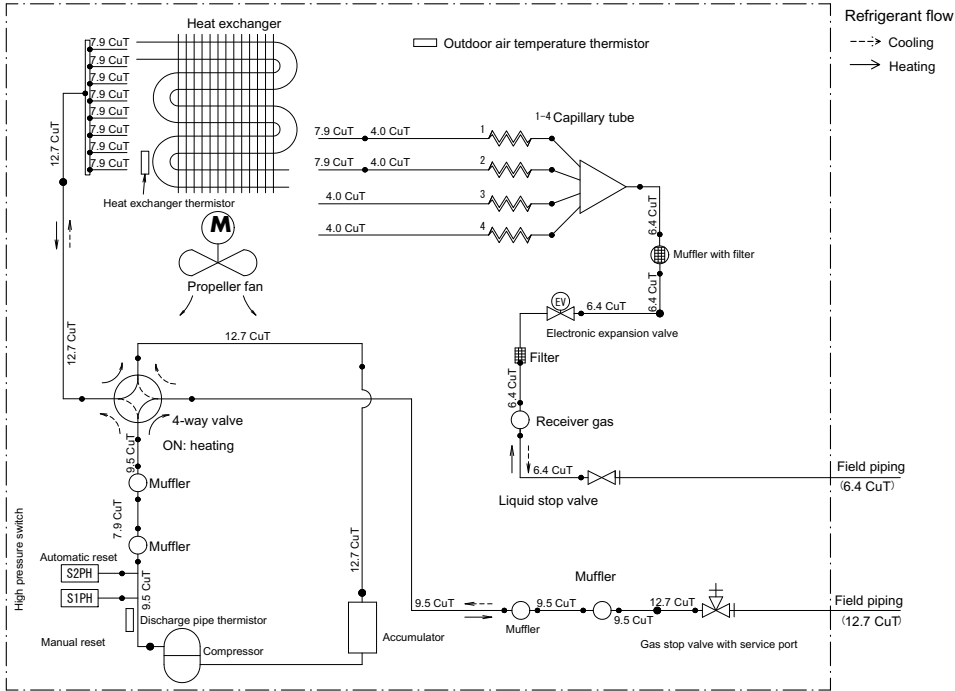 Heat exchanger
Refrigerant flow
Cooling
Heating
Outdoor air temperature thermistor
7.9 CuT
7.9 CuT
7.9 CuT
7.9 CuT
7.9 CuT
7.9 CuT
7.9 CuT
7.9 CuT
12.7 CuT
Heat exchanger thermistor
1-4 Capillary tube
7.9 CuT 4.0 CuT 1
7.9 CuT 4.0 CuT 2
4.0 CuT 3
4.0 CuT 4
6.4 CuT
Muffler with filter
6.4 CuT
M
Propeller fan
EV
6.4 CuT
Electronic expansion valve
Filter
6.4 CuT
Receiver gas
6.4 CuT
Liquid stop valve
Field piping
(6.4 CuT)
12.7 CuT
12.7 CuT
4-way valve
ON: heating
9.5 CuT
Muffler
7.9 CuT
Muffler
High pressure switch
Automatic reset
S2PH
S1PH
Manual reset
9.5 CuT
Discharge pipe thermistor
Compressor
12.7 CuT
Accumulator
9.5 CuT
Muffler
9.5 CuT
Muffler
9.5 CuT
12.7 CuT
Gas stop valve with service port
Field piping
(12.7 CuT)